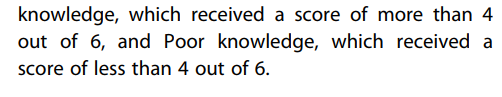 knowledge, which received a score of more than 4
out of 6, and Poor knowledge, which received a
score of less than 4 out of 6.